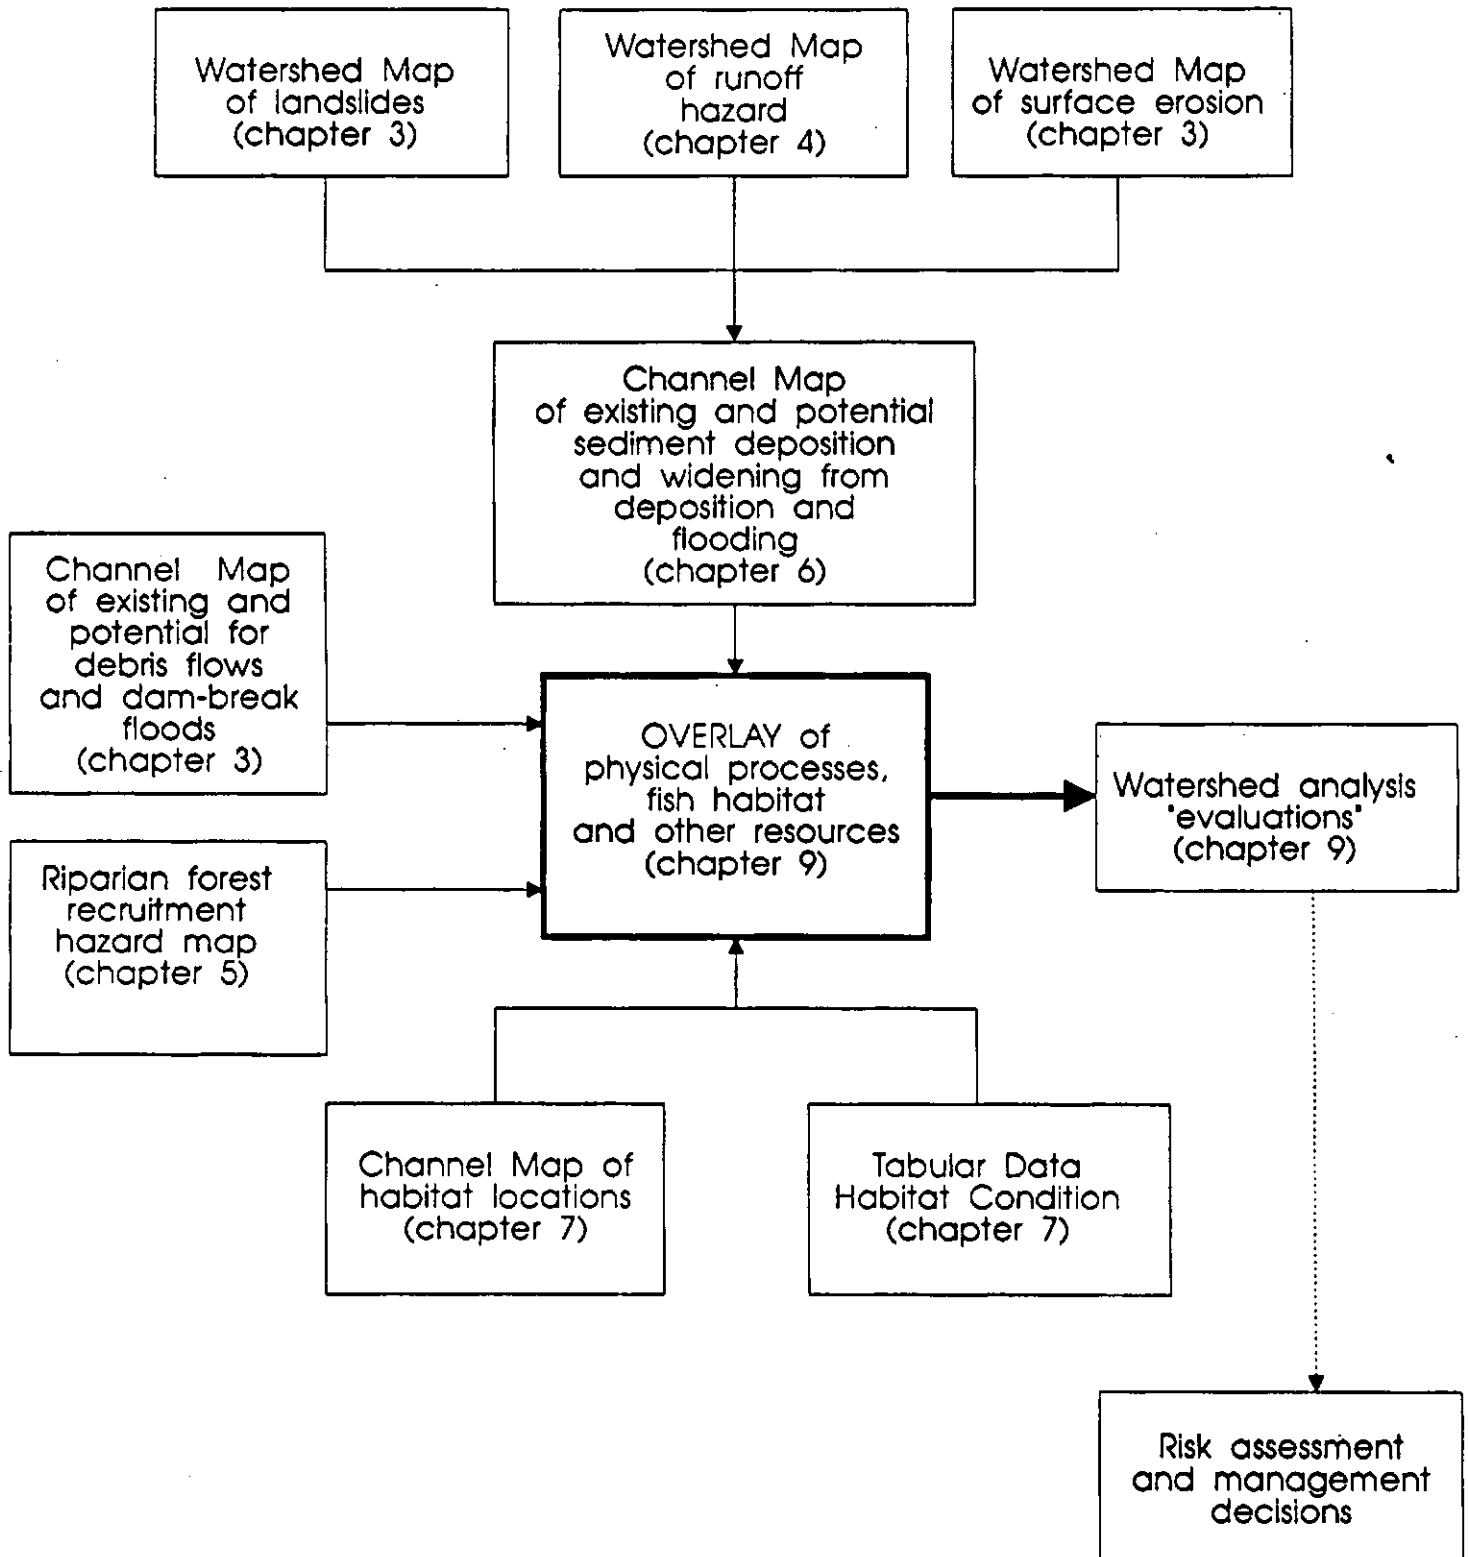 Watershed Map
of landslides
(chapter 3)
Watershed Map
of runoff
hazard
(chapter 4)
Watershed Map
of surface erosion
(chapter 3)
Channel Map
of existing and potential
sediment deposition
and widening from
deposition and
flooding
(chapter 6)
Channel Map
of existing and
potential for
debris flows
and dam-break
floods
(chapter 3)
OVERLAY of
physical processes,
fish habitat
and other resources
(chapter 9)
Watershed analysis
"evaluations"
(chapter 9)
Riparian forest
recruitment
hazard map
(chapter 5)
Channel Map of
habitat locations
(chapter 7)
Tabular Data
Habitat Condition
(chapter 7)
Risk assessment
and management
decisions